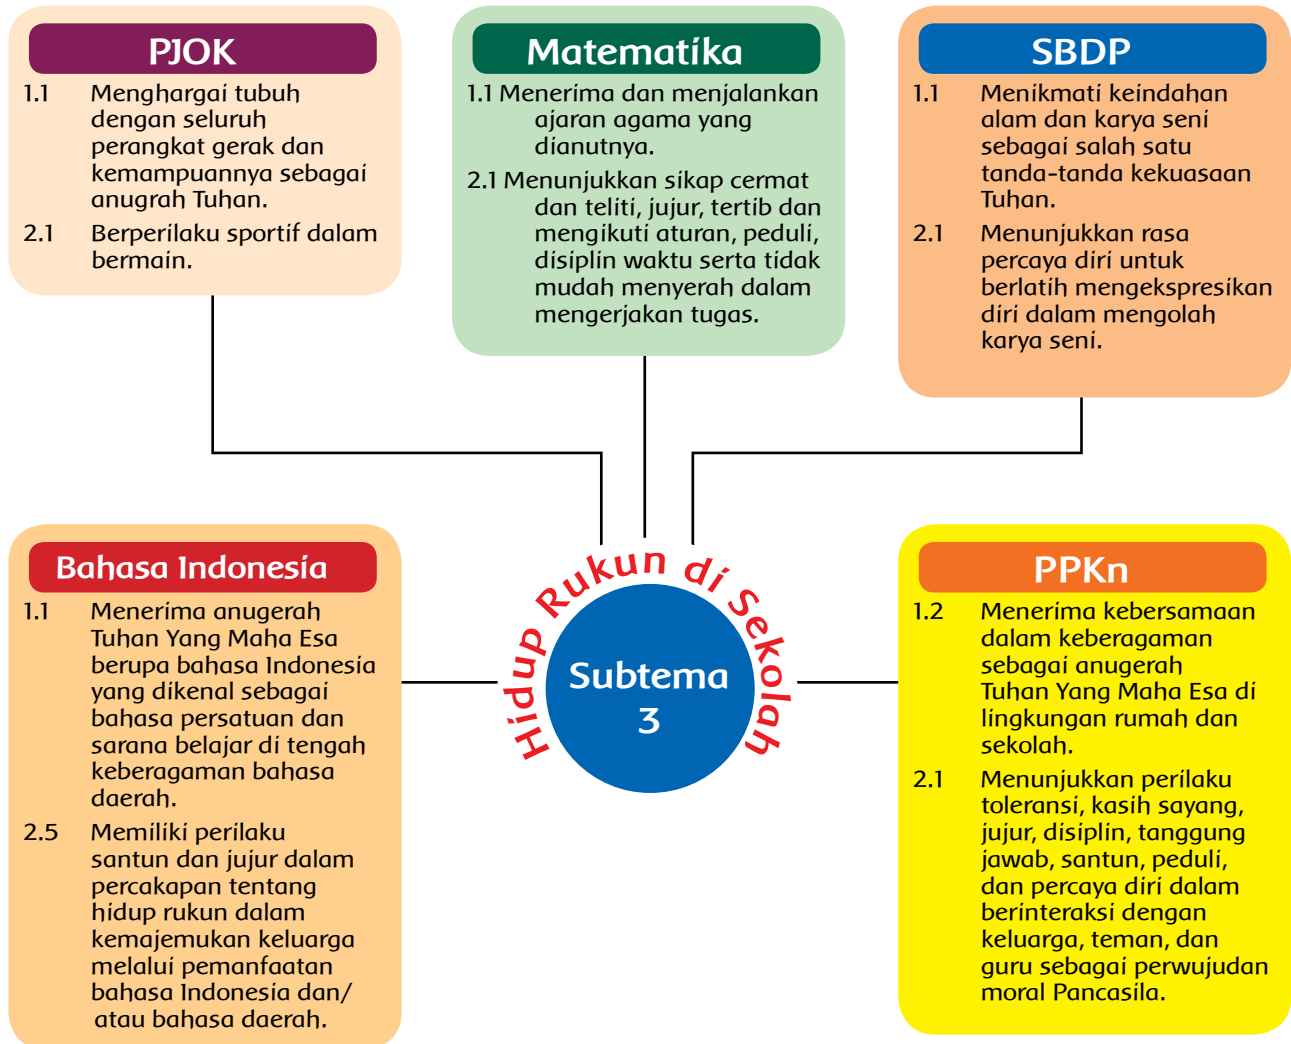 PJOK
1.1 Menghargai tubuh
dengan seluruh
perangkat gerak dan
kemampuannya sebagai
anugrah Tuhan.
2.1 Berperilaku sportif dalam
bermain.
Matematika
1.1 Menerima dan menjalankan
ajaran agama yang
dianutnya.
2.1 Menunjukkan sikap cermat
dan teliti, jujur, tertib dan
mengikuti aturan, peduli,
disiplin waktu serta tidak
mudah menyerah dalam
mengerjakan tugas.
SBDP
1.1 Menikmati keindahan
alam dan karya seni
sebagai salah satu
tanda-tanda kekuasaan
Tuhan.
2.1 Menunjukkan rasa
percaya diri untuk
berlatih mengekspresikan
diri dalam mengolah
karya seni.
Bahasa Indonesia
1.1 Menerima anugerah
Tuhan Yang Maha Esa
berupa bahasa Indonesia
yang dikenal sebagai
bahasa persatuan dan
sarana belajar di tengah
keberagaman bahasa
daerah.
2.5 Memiliki perilaku
santun dan jujur dalam
percakapan tentang
hidup rukun dalam
kemajemukan keluarga
melalui pemanfaatan
bahasa Indonesia dan/
atau bahasa daerah.
Hidup Rukun di Sekolah
Subtema
3
PPKn
1.2 Menerima kebersamaan
dalam keberagaman
sebagai anugerah
Tuhan Yang Maha Esa di
lingkungan rumah dan
sekolah.
2.1 Menunjukkan perilaku
toleransi, kasih sayang,
jujur, disiplin, tanggung
jawab, santun, peduli,
dan percaya diri dalam
berinteraksi dengan
keluarga, teman, dan
guru sebagai perwujudan
moral Pancasila.